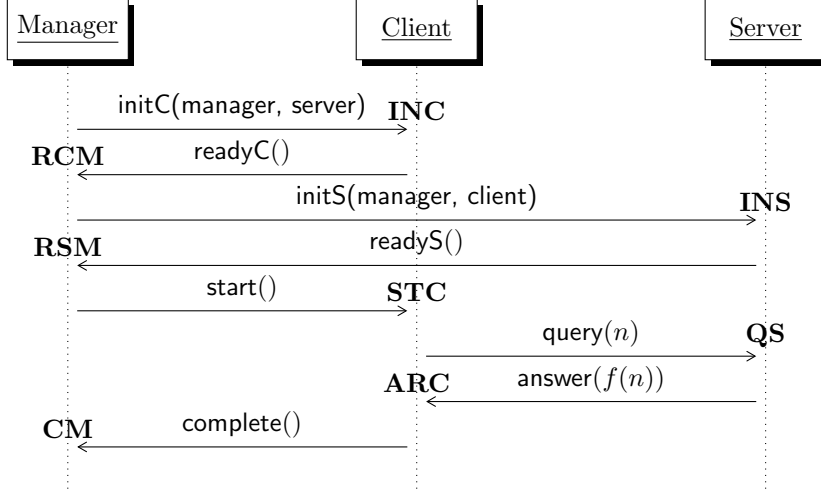 Manager Client Server
initC(manager, server) INC
RCM readyC()
initS(manager, client) INS
RSM readyS()
start() STC
query(n) QS
ARC answer(f(n))
CM complete()